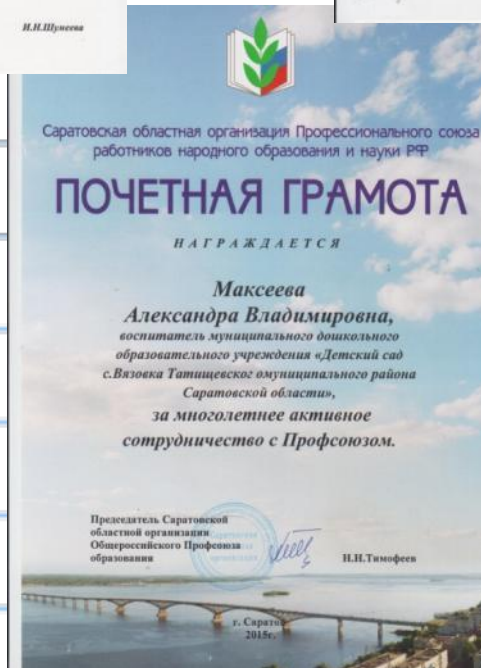 И.Н.Шунеева
Саратовская областная организация Профессионального союза
работников народного образования и науки РФ
ПОЧЕТНАЯ ГРАМОТА
НАГРАЖДАЕТСЯ
Максеева
Александра Владимировна,
воспитатель муниципального дошкольного
образовательного учреждения «Детский сад
с.Вязовка Татищевског омуниципального района
Саратовской области»,
за многолетнее активное
сотрудничество с Профсоюзом.
Председатель Саратовской
областной организации
Общероссийского Профсоюза
образования
Н.Н.Тимофеев
г. Саратов
2015г.